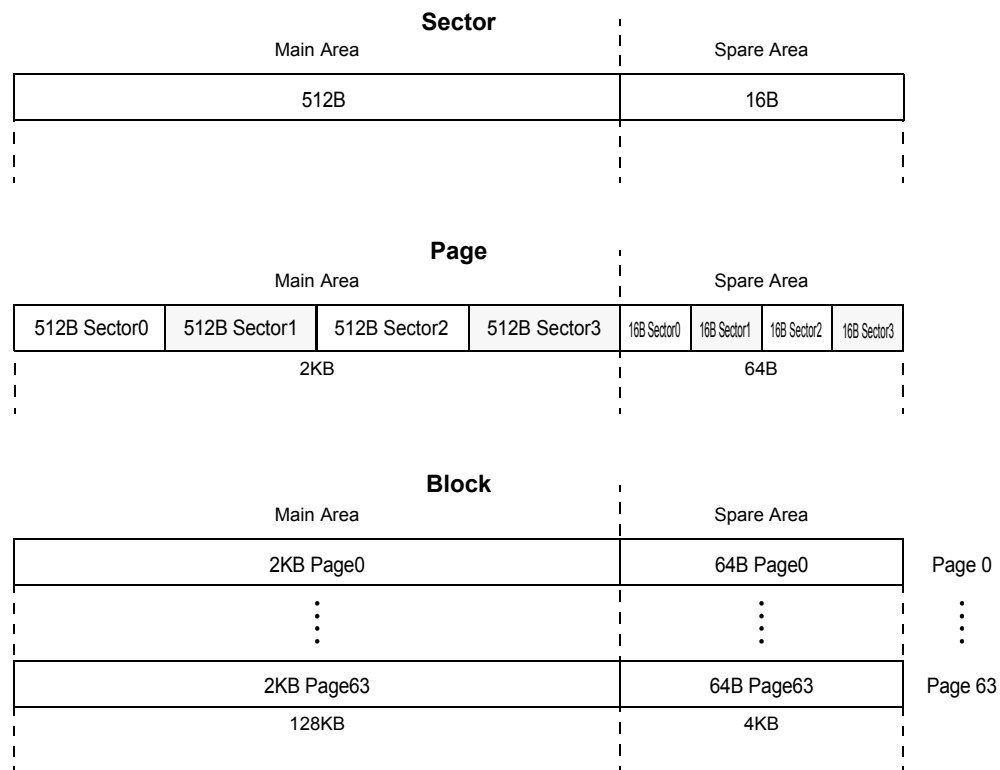 Sector
Main Area Spare Area
512B 16B
Page
Main Area Spare Area
512B Sector0 512B Sector1 512B Sector2 512B Sector3 16B Sector0 16B Sector1 16B Sector2 16B Sector3
2KB 64B
Block
Main Area Spare Area
2KB Page0 64B Page0 Page 0
2KB Page63 64B Page63 Page 63
128KB 4KB